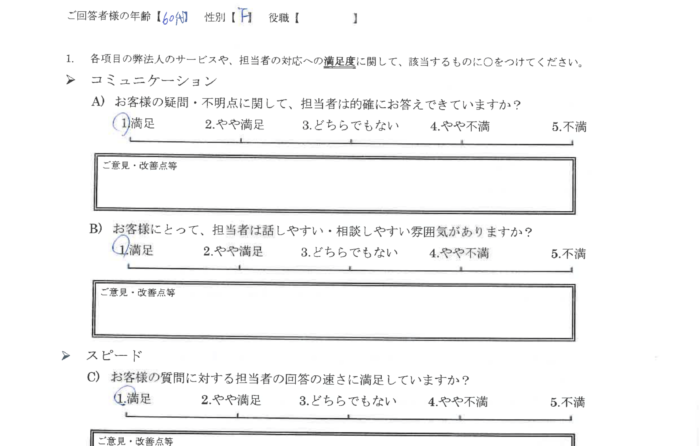 ご回答者様の年齢【60代】 性別【下】 役職【 】
1. 各項目の弊法人のサービスや、担当者の対応への満足度に関して、該当するものに○をつけてください。
➢ コミュニケーション
A) お客様の疑問・不明点に関して、担当者は的確にお答えできていますか?
1.満足 2.やや満足 3.どちらでもない 4.やや不満 5.不満
ご意見・改善点等
B) お客様にとって、担当者は話しやすい・相談しやすい雰囲気がありますか?
1.満足 2.やや満足 3.どちらでもない 4.やや不満 5.不満
ご意見・改善点等
➢ スピード
C) お客様の質問に対する担当者の回答の速さに満足していますか?
1.満足 2.やや満足 3.どちらでもない 4.やや不満 5.不満
ご意見・改善点等